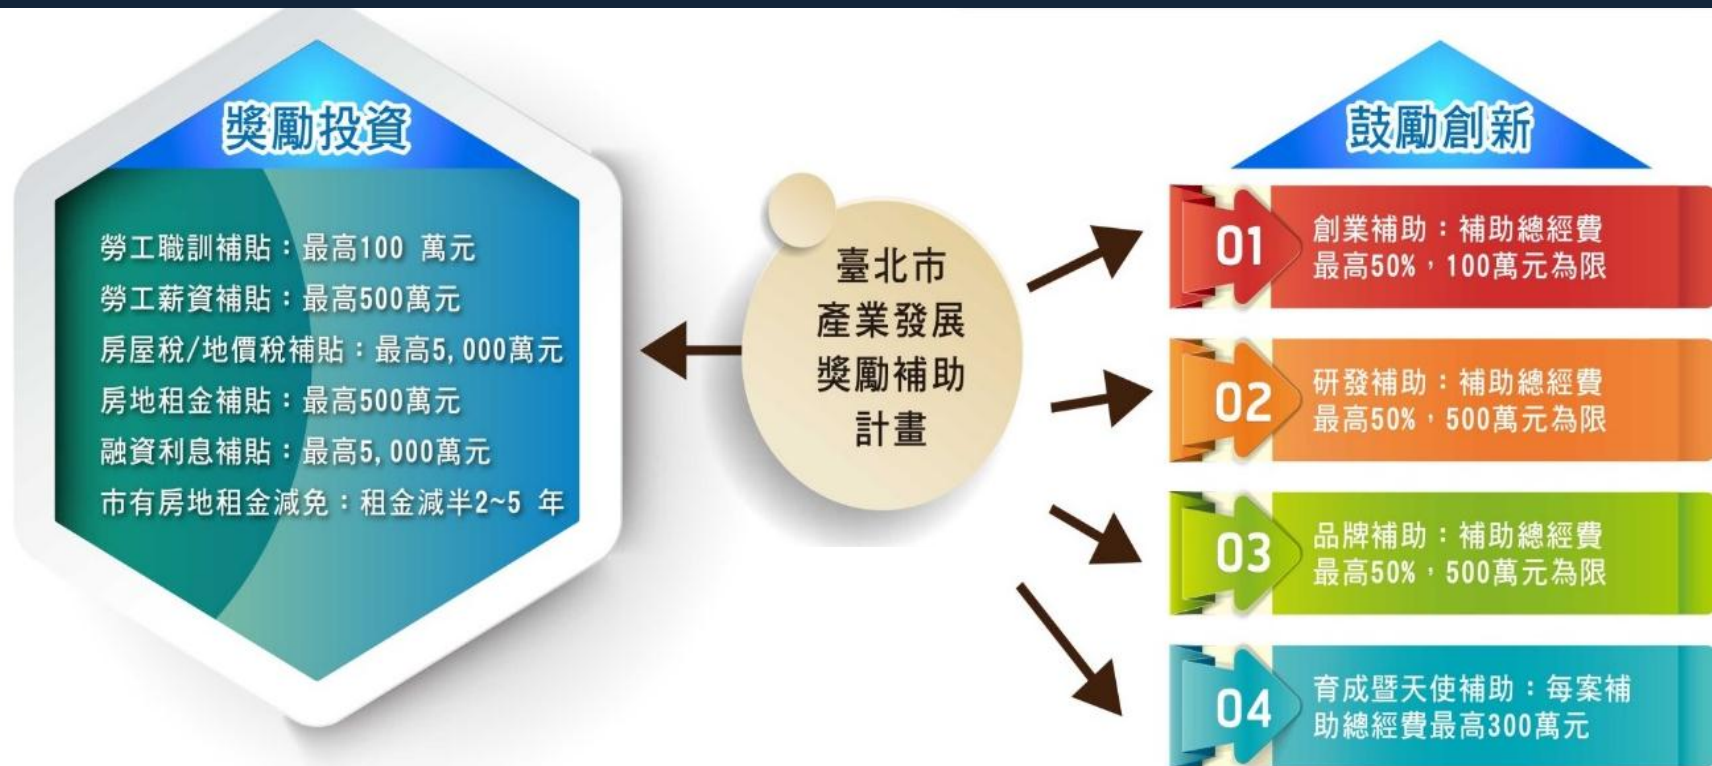 獎勵投資
勞工職訓補貼：最高100 萬元
勞工薪資補貼：最高500萬元
房屋稅/地價稅補貼：最高5,000萬元
房地租金補貼：最高500萬元
融資利息補貼：最高5,000萬元
市有房地租金減免：租金減半2~5 年
臺北市
產業發展
獎勵補助
計畫
鼓勵創新
01
創業補助：補助總經費
最高50%，100萬元為限
02
研發補助：補助總經費
最高50%，500萬元為限
03
品牌補助：補助總經費
最高50%，500萬元為限
04
育成暨天使補助：每案補
助總經費最高300萬元